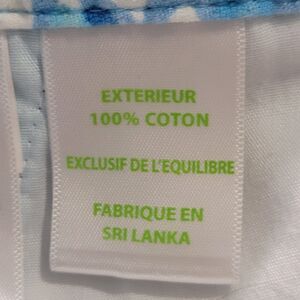 EXTERIEUR
100% COTON
EXCLUSIF DE L'EQUILIBRE
FABRIQUE EN
SRI LANKA